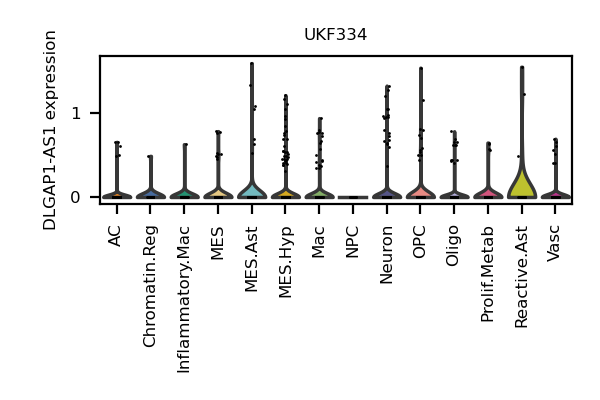 UKF334
DLGAP1-AS1 expression
1
0
AC
Chromatin.Reg
Inflammatory.Mac
MES
MES.Ast
MES.Hyp
Mac
NPC
Neuron
OPC
Oligo
Prolif.Metab
Reactive.Ast
Vasc